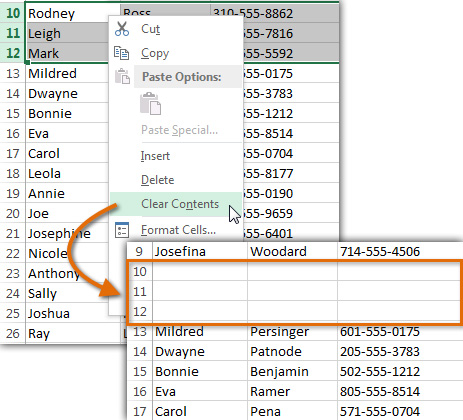 10 Rodney Ross 310-555-8862
11 Leigh 555-7816
12 Mark 555-5592
13 Mildred 555-0175
14 Dwayne 555-3783
15 Bonnie 555-1212
16 Eva 555-8514
17 Carol 555-0704
18 Leola 555-8177
19 Annie 555-0190
20 Joe 555-9659
21 Josephine 555-6401
22 Nicole
23 Anthony
24 Sally
25 Joshua
26 Ray
Cut
Copy
Paste Options:
Paste Special...
Insert
Delete
Clear Contents
Format Cells...
9 Josefina Woodard 714-555-4506
10
11
12
13 Mildred Persinger 601-555-0175
14 Dwayne Patnode 205-555-3783
15 Bonnie Benjamin 502-555-1212
16 Eva Ramer 805-555-8514
17 Carol Pena 571-555-0704